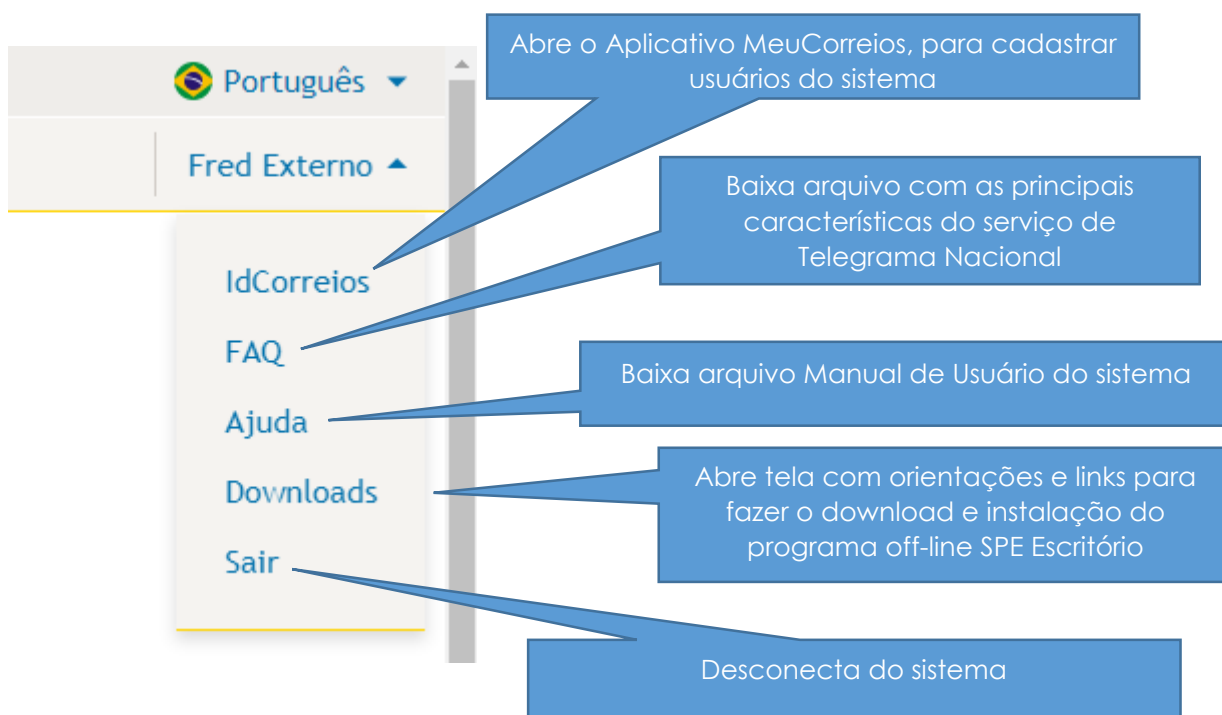 Abre o Aplicativo MeuCorreios, para cadastrar
usuários do sistema
Português
Fred Externo
Baixa arquivo com as principais
características do serviço de
Telegrama Nacional
IdCorreios
FAQ
Baixa arquivo Manual de Usuário do sistema
Ajuda
Abre tela com orientações e links para
fazer o download e instalação do
programa off-line SPE Escritório
Downloads
Sair
Desconecta do sistema